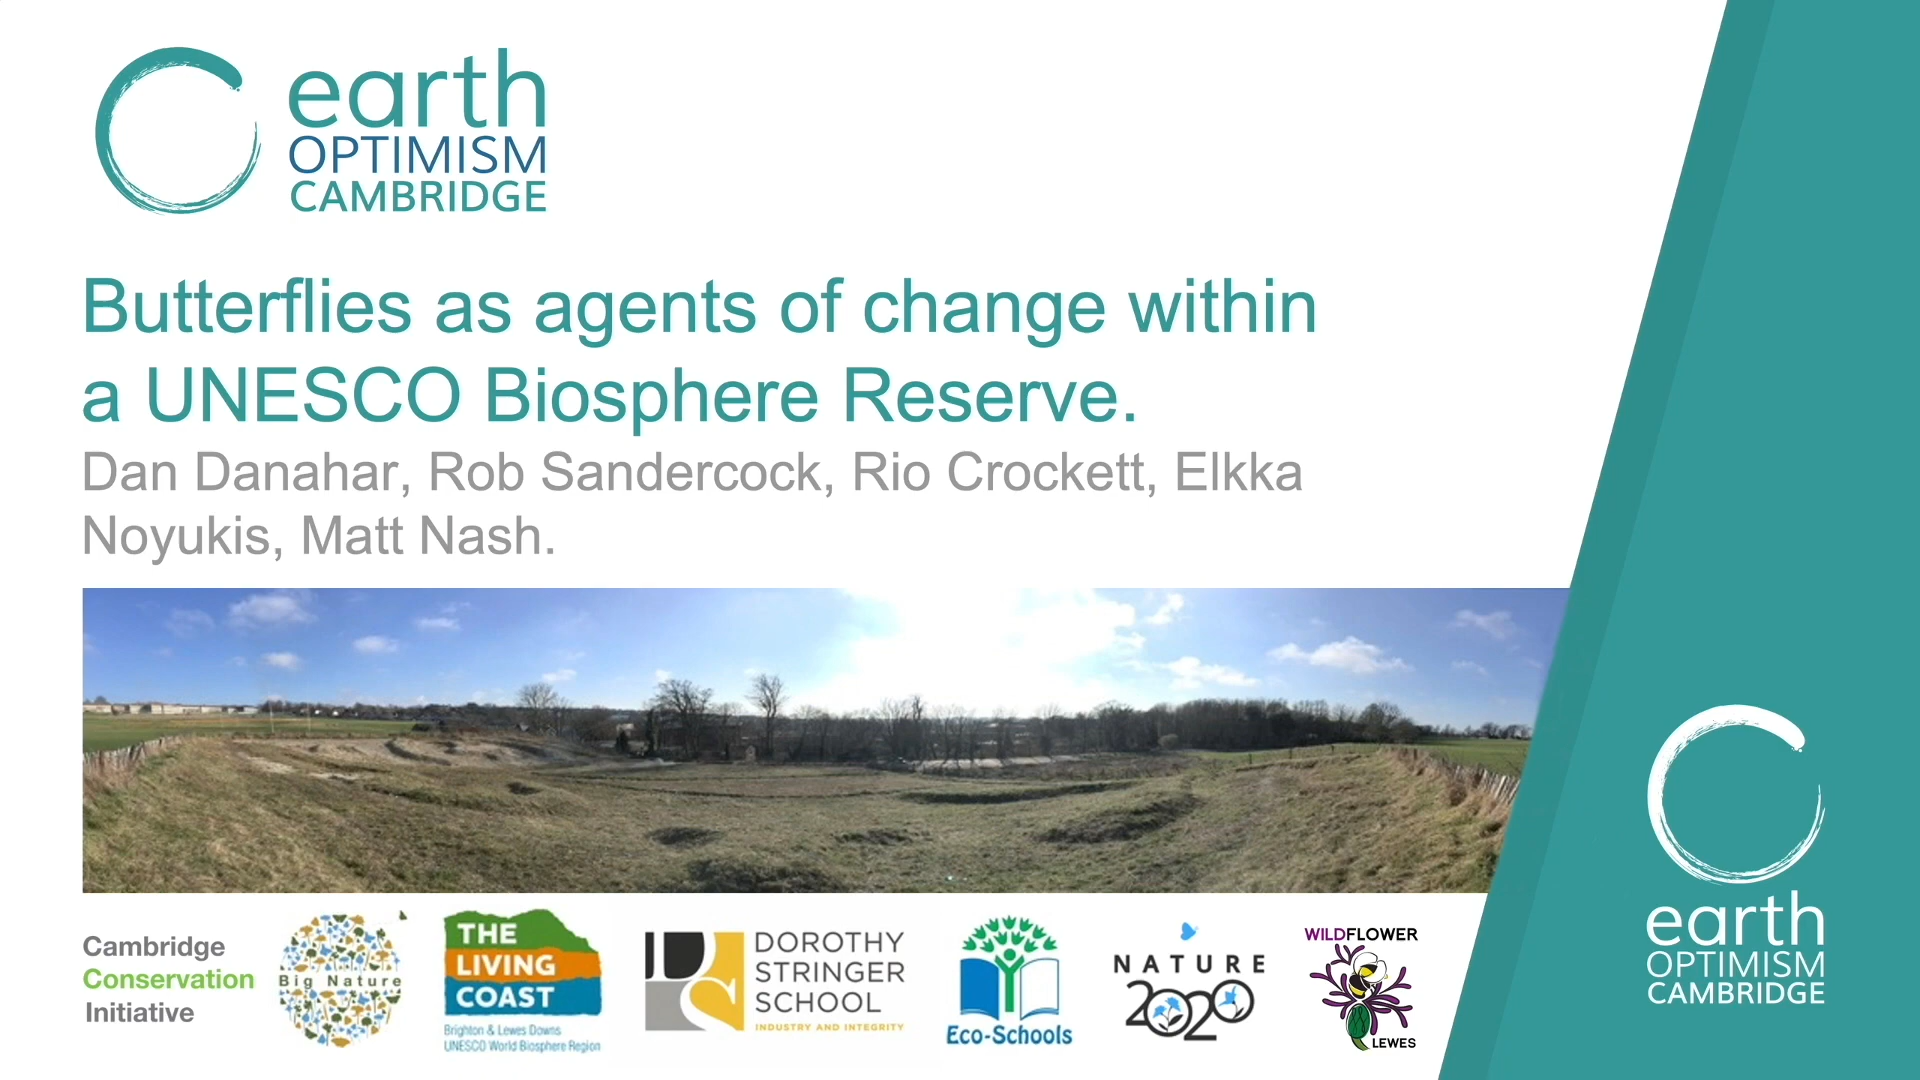 earth
OPTIMISM
CAMBRIDGE
Butterflies as agents of change within
a UNESCO Biosphere Reserve.
Dan Danahar, Rob Sandercock, Rio Crockett, Elkka
Noyukis, Matt Nash.
Cambridge
Conservation
Initiative
Big Nature
THE
LIVING
COAST
Brighton & Lewes Downs
UNESCO World Biosphere Region
DS
DOROTHY
STRINGER
SCHOOL
INDUSTRY AND INTEGRITY
Eco-Schools
NATURE
2020
WILDFLOWER
LEWES
earth
OPTIMISM
CAMBRIDGE